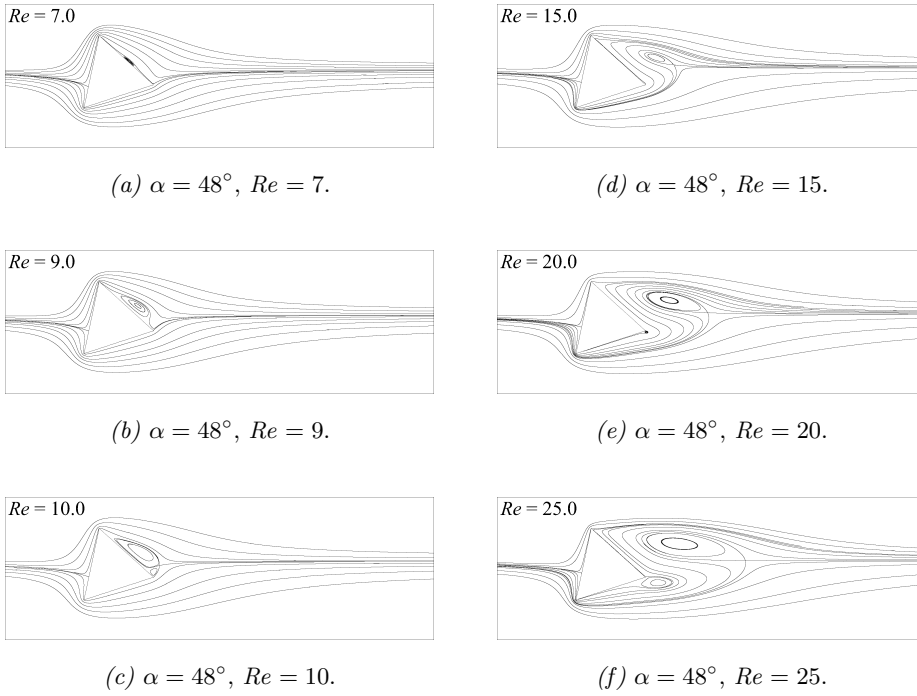 Re = 7.0
(a) α = 48°, Re = 7.
Re = 9.0
(b) α = 48°, Re = 9.
Re = 10.0
(c) α = 48°, Re = 10.
Re = 15.0
(d) α = 48°, Re = 15.
Re = 20.0
(e) α = 48°, Re = 20.
Re = 25.0
(f) α = 48°, Re = 25.